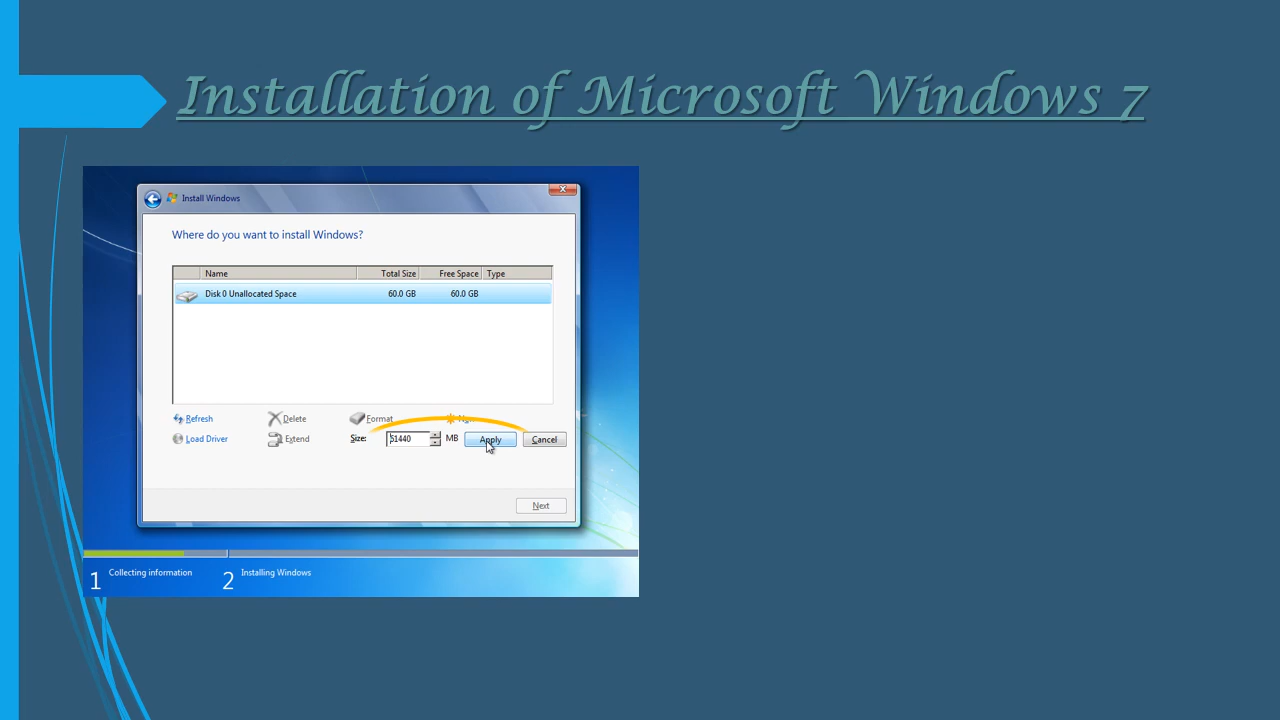 Installation of Microsoft Windows 7
Install Windows
Where do you want to install Windows?
Name Total Size Free Space Type
Disk 0 Unallocated Space 60.0 GB 60.0 GB
Refresh Delete Format New
Load Driver Extend Size: 51440 MB Apply Cancel
Next
1 Collecting information 2 Installing Windows